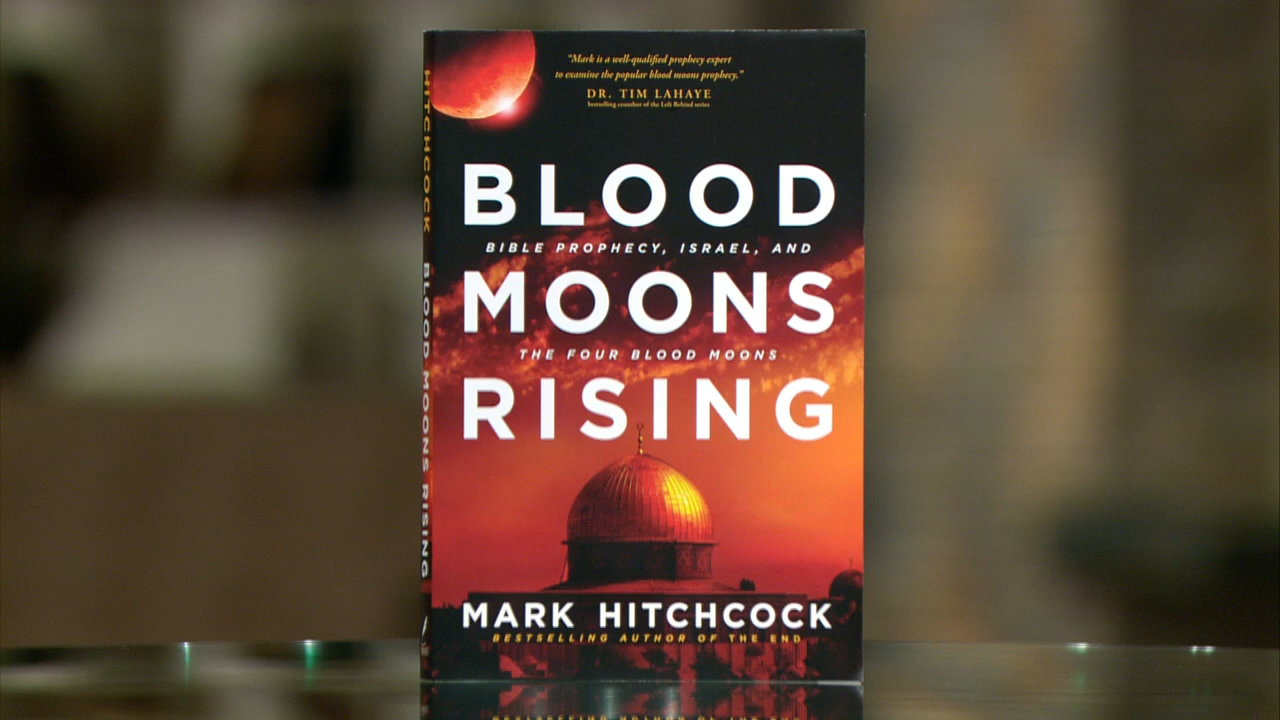 HITCHCOCK BLOOD MOONS RISING
"Mark is a well-qualified prophecy expert
to examine the popular blood moons prophecy."
DR. TIM LAHAYE
bestselling coauthor of the Left Behind series
BLOOD
BIBLE PROPHECY, ISRAEL, AND
MOONS
THE FOUR BLOOD MOONS
RISING
MARK HITCHCOCK
BESTSELLING AUTHOR OF THE END